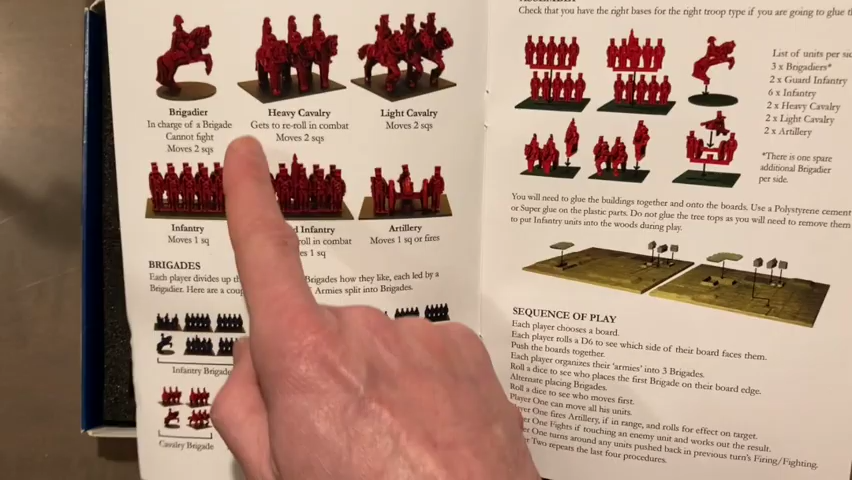 Brigadier
In charge of a Brigade
Cannot fight
Moves 2 sqs
Heavy Cavalry
Gets to re-roll in combat
Moves 2 sqs
Light Cavalry
Moves 2 sqs
Infantry
Moves 1 sq
Infantry
roll in combat
1 sq
Artillery
Moves 1 sq or fires
BRIGADES
Each player divides up Brigades how they like, each led by a
Brigadier. Here are a Armies split into Brigades.
Infantry
Cavalry Brigade
Check that you have the right bases for the right troop type if you are going to glue
List of units per
3 x Brigadiers*
2 x Guard Infantry
6 x Infantry
2 x Heavy Cavalry
2 x Light Cavalry
2 x Artillery
*There is one spare
additional Brigadier
per side.
You will need to glue the buildings together and onto the boards. Use a Polystyrene cement
or Super glue on the plastic parts. Do not glue the tree tops as you will need to remove them
to put Infantry units into the woods during play.
SEQUENCE OF PLAY
Each player chooses a board.
Each player rolls a D6 to see which side of their board faces them.
Push the boards together.
Each player organizes their 'armies' into 3 Brigades.
Roll a dice to see who places the first Brigade on their board edge.
Alternate placing Brigades.
Roll a dice to see who moves first.
Player One can move all his units.
One fires Artillery, if in range, and rolls for effect on target.
One Fights if touching an enemy unit and works out the result.
One turns around any units pushed back in previous turn's Firing/Fighting.
Two repeats the last four procedures.